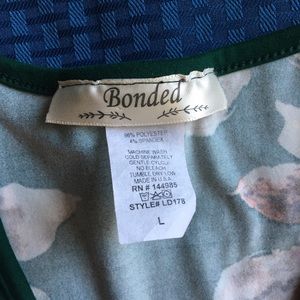 Bonded
96% POLYESTER
4% SPANDEX
MACHINE WASH
COLD SEPARATELY
GENTLE CYCLE
NO BLEACH
TUMBLE DRY LOW
MADE IN U.S.A.
RN # 144985
STYLE# LD178
L